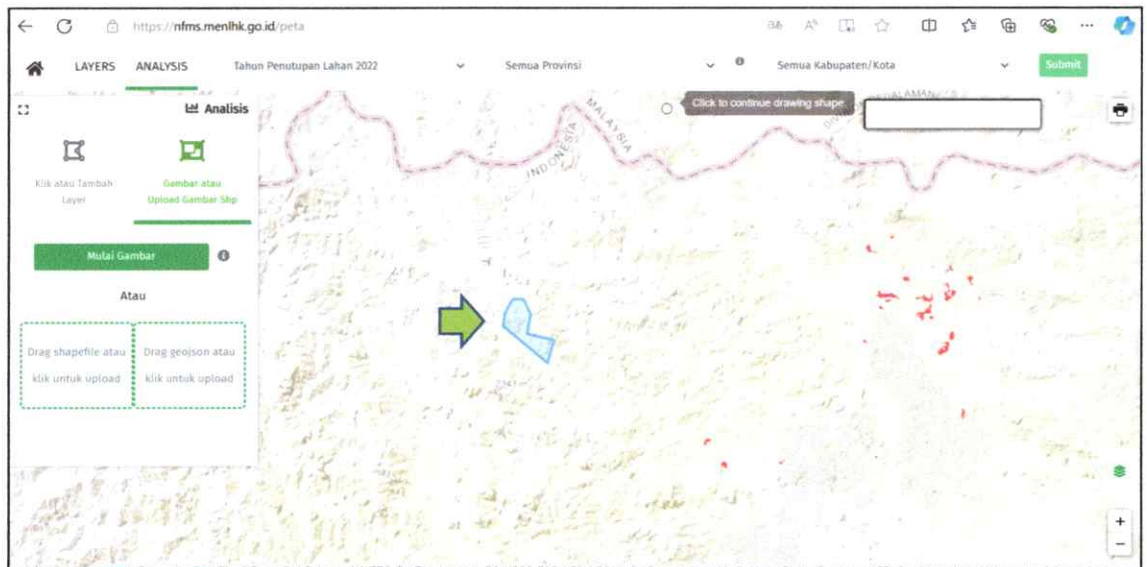 https://nfms.menlhk.go.id/peta
LAYERS ANALYSIS Tahun Penutupan Lahan 2022 Semua Provinsi Semua Kabupaten/Kota Submit
Analisis
Klik atau Tambah
Layer
Gambar atau
Upload Gambar Shp
Mulai Gambar
Atau
Drag shapefile atau
klik untuk upload
Drag geojson atau
klik untuk upload
Click to continue drawing shape
MALAYSIA
INDONESIA
+
−